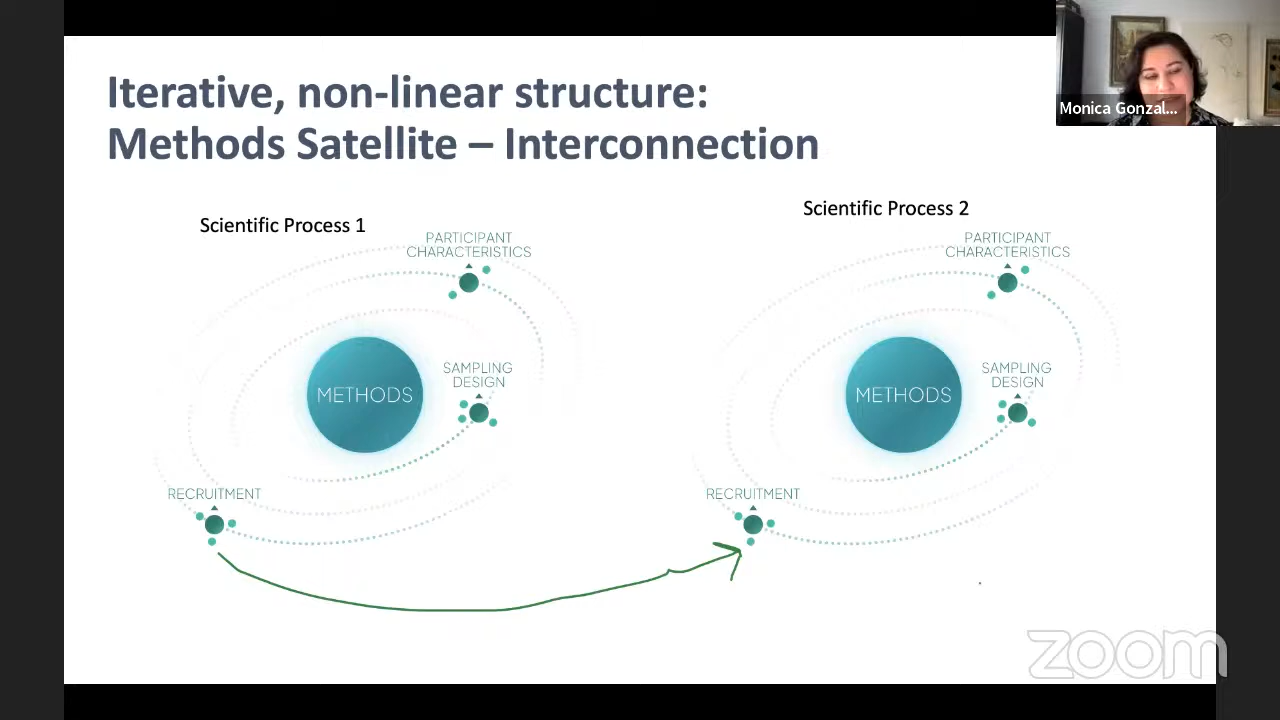 Iterative, non-linear structure:
Methods Satellite – Interconnection
Monica Gonzal...
Scientific Process 1
PARTICIPANT
CHARACTERISTICS
METHODS
SAMPLING
DESIGN
RECRUITMENT
Scientific Process 2
PARTICIPANT
CHARACTERISTICS
METHODS
SAMPLING
DESIGN
RECRUITMENT
zoom